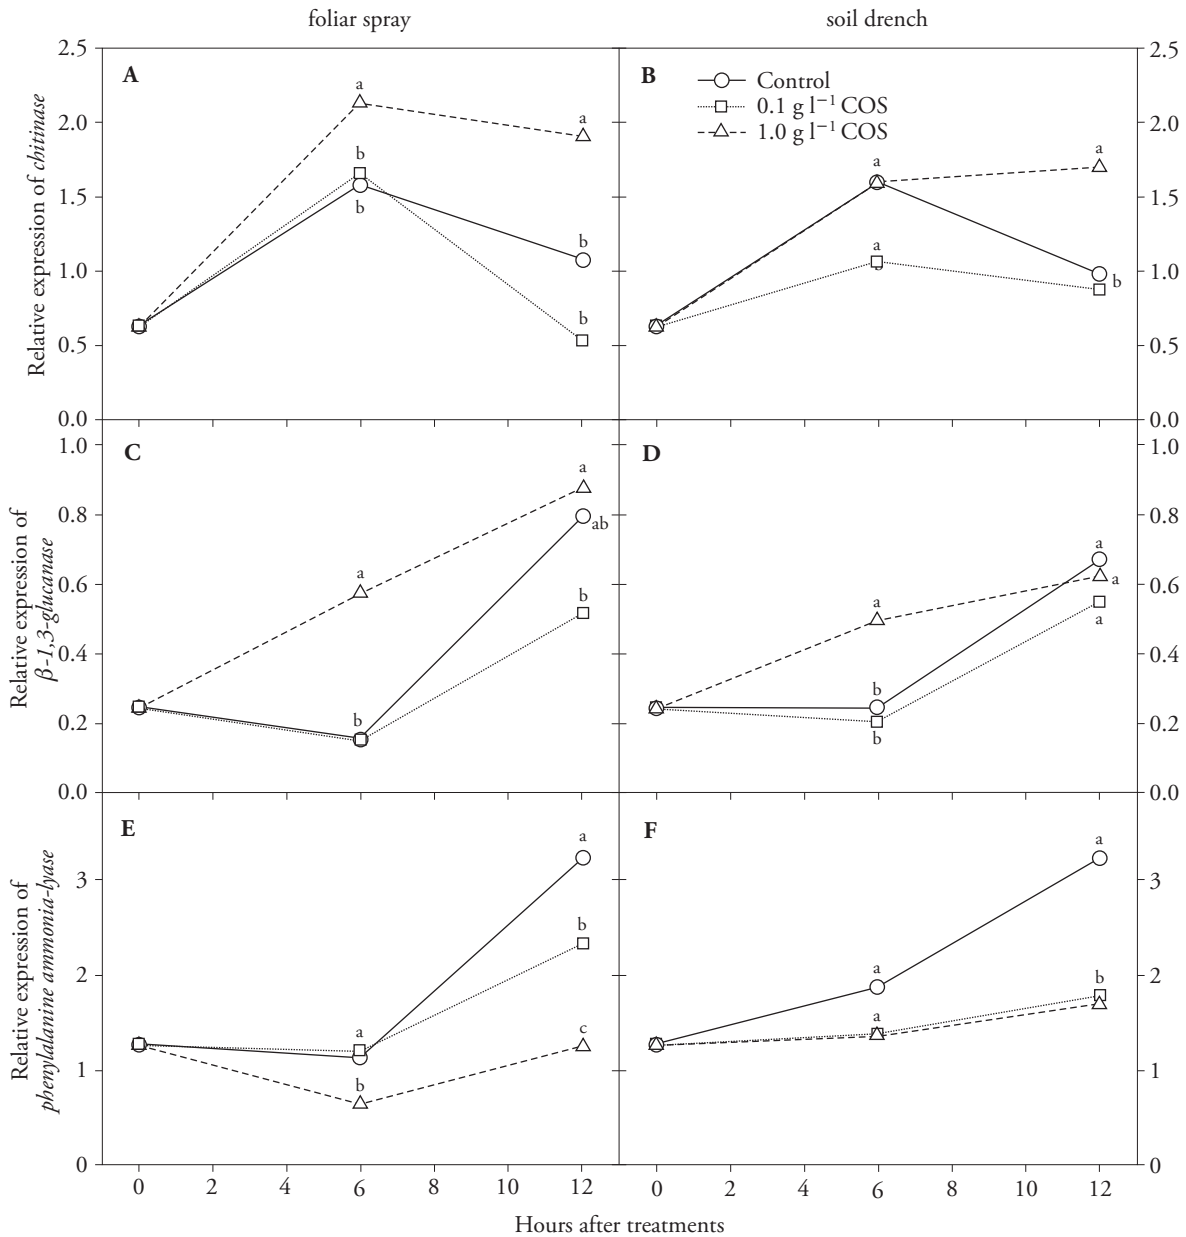 foliar spray
soil drench
A
B
Control
0.1 g l⁻¹ COS
1.0 g l⁻¹ COS
Relative expression of chitinase
2.5
2.0
1.5
1.0
0.5
0.0
a
a
b
b
b
b
a
a
a
b
2.5
2.0
1.5
1.0
0.5
0.0
C
D
Relative expression of
β-1,3-glucanase
1.0
0.8
0.6
0.4
0.2
0.0
a
ab
a
b
b
a
a
a
a
b
b
1.0
0.8
0.6
0.4
0.2
0.0
E
F
Relative expression of
phenylalanine ammonia-lyase
3
2
1
0
a
b
a
c
b
a
a
b
a
3
2
1
0
0 2 4 6 8 10 12
0 2 4 6 8 10 12
Hours after treatments